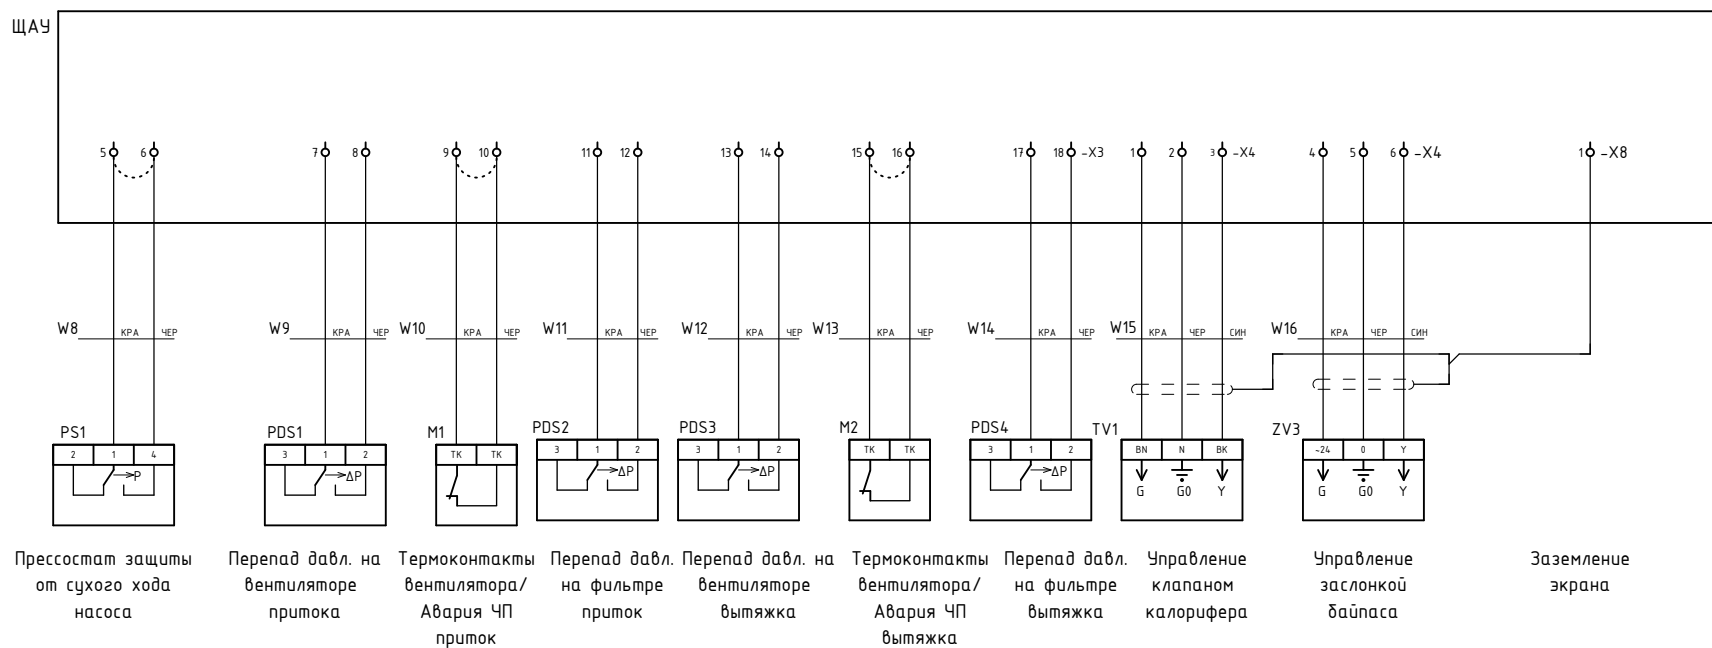 ЩАУ
5 6 7 8 9 10 11 12 13 14 15 16 17 18 -X3 1 2 3 -X4 4 5 6 -X4 1 -X8
W8 КРА ЧЕР W9 КРА ЧЕР W10 КРА ЧЕР W11 КРА ЧЕР W12 КРА ЧЕР W13 КРА ЧЕР W14 КРА ЧЕР W15 КРА ЧЕР СИН W16 КРА ЧЕР СИН
PS1 PDS1 M1 PDS2 PDS3 M2 PDS4 TV1 ZV3
2 1 4 3 1 2 ТК ТК 3 1 2 3 1 2 ТК ТК 3 1 2 BN N BK ~24 0 Y
P ΔP ΔP ΔP ΔP G G0 Y G G0 Y
Прессостат защиты
от сухого хода
насоса
Перепад давл. на
вентиляторе
притока
Термоконтакты
вентилятора/
Авария ЧП
приток
Перепад давл.
на фильтре
приток
Перепад давл. на
вентиляторе
вытяжка
Термоконтакты
вентилятора/
Авария ЧП
вытяжка
Перепад давл.
на фильтре
вытяжка
Управление
клапаном
калорифера
Управление
заслонкой
байпаса
Заземление
экрана